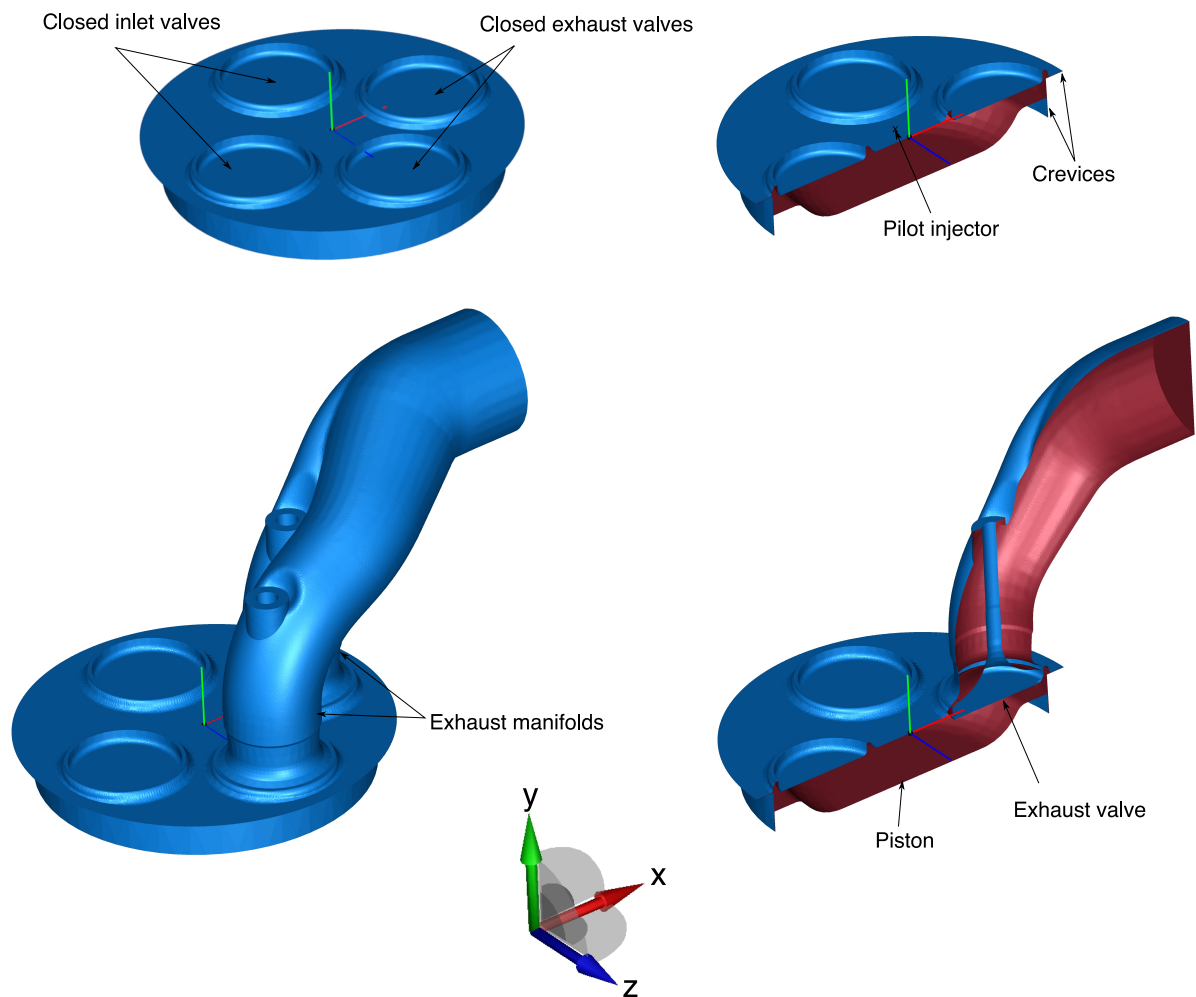 Closed inlet valves
Closed exhaust valves
Crevices
Pilot injector
Exhaust manifolds
Exhaust valve
Piston
y
x
z